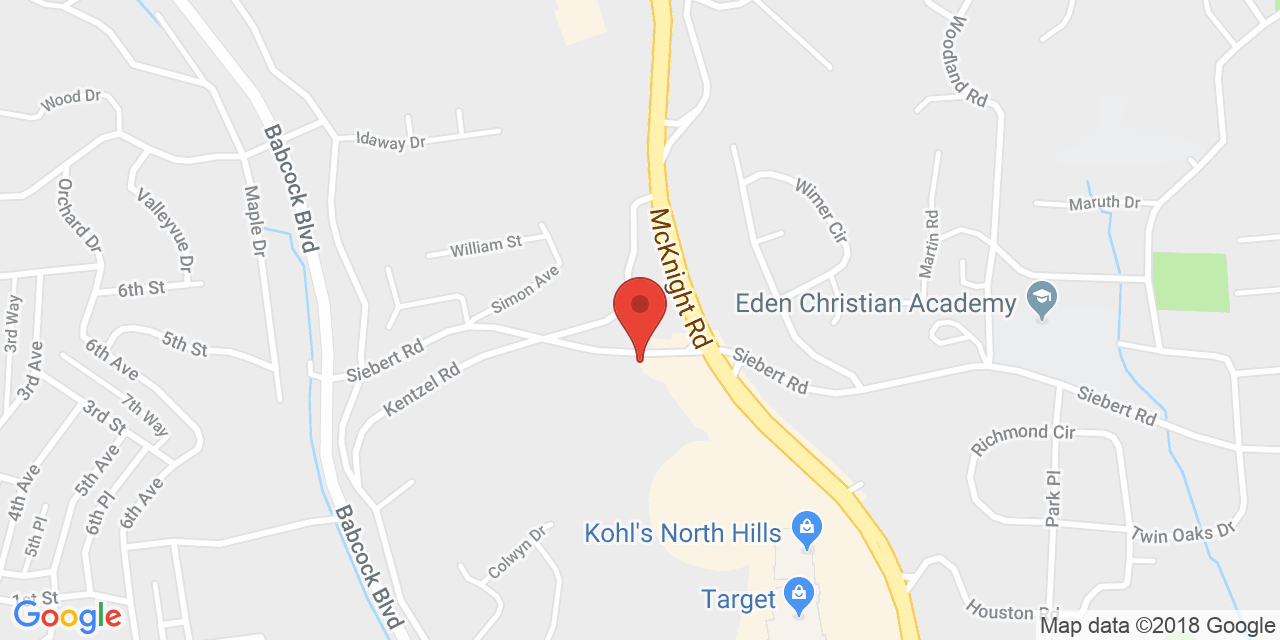 Woodland Rd
Wood Dr
Babcock Blvd
Idaway Dr
Orchard Dr
Valleyvue Dr
Maple Dr
Wimer Cir
Martin Rd
Maruth Dr
McKnight Rd
William St
Simon Ave
6th St
Eden Christian Academy
3rd Way
3rd Ave
5th St
6th Ave
Siebert Rd
Kentzel Rd
Siebert Rd
Siebert Rd
7th Way
3rd St
Richmond Cir
4th Ave
5th Ave
6th Pl
6th Ave
5th Pl
Park Pl
Babcock Blvd
Colwyn Dr
Kohl's North Hills
Twin Oaks Dr
Target
1st St
Houston Rd
Google
Map data ©2018 Google